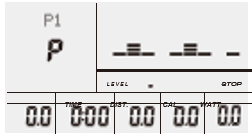 P1
P
LEVEL STOP
TIME DIST. CAL. WATT
0.0 0:00 0.0 0.0 0.0